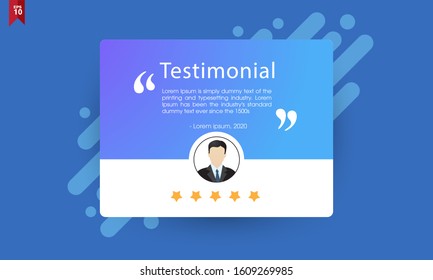 EPS
10
Testimonial
“
Lorem Ipsum is simply dummy text
of the printing and typesetting
industry. Lorem Ipsum has been the
industry's standard dummy text
ever since the 1500s
”
- Lorem Ipsum, 2020
shutterstock.com · 1609269985